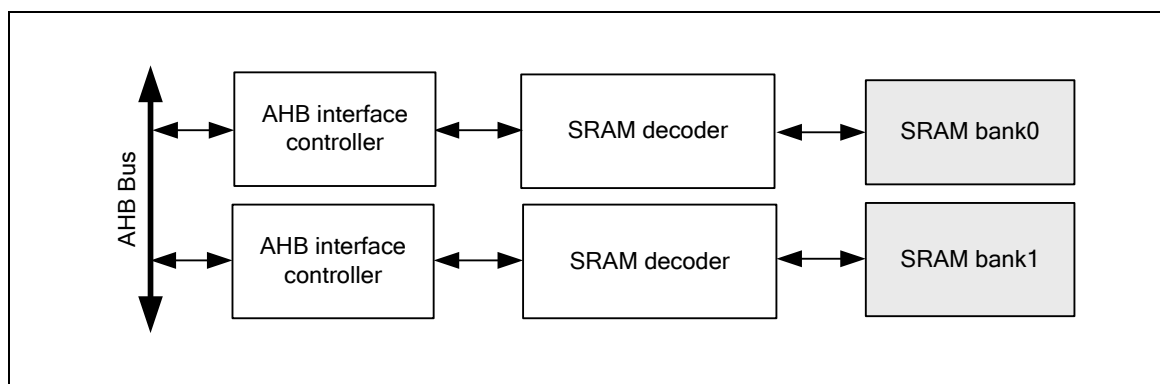 AHB Bus
AHB interface
controller
SRAM decoder
SRAM bank0
AHB interface
controller
SRAM decoder
SRAM bank1